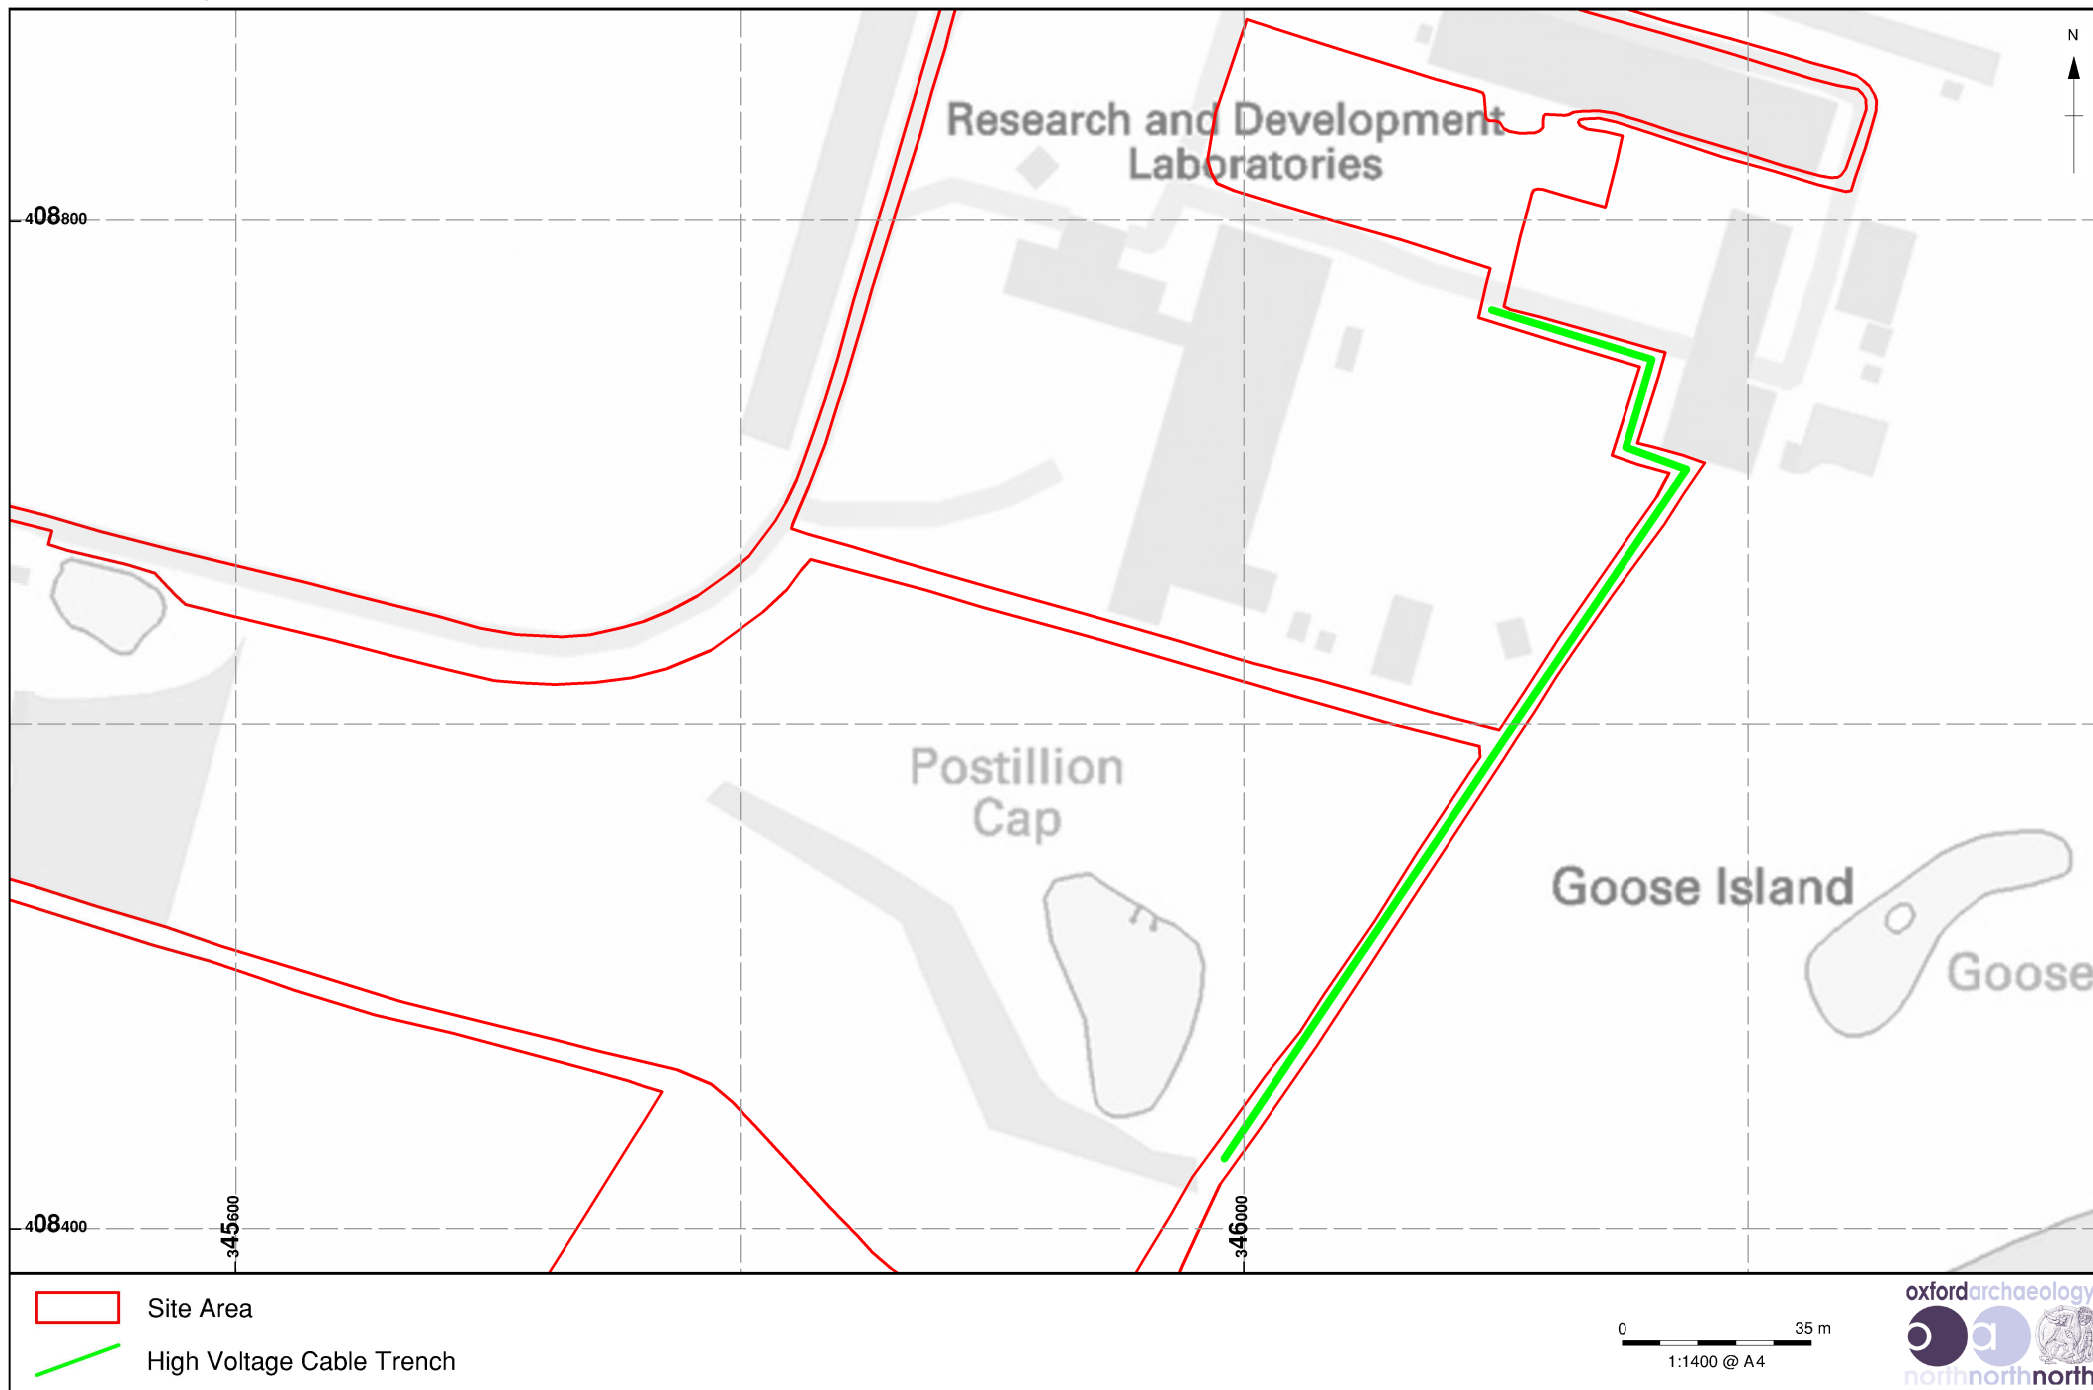 N
Research and Development
Laboratories
408800
Postillion
Cap
Goose Island
Goose
408400
345600
346000
Site Area
High Voltage Cable Trench
0 35 m
1:1400 @ A4
oxfordarchaeology
o a
northnorthnorth